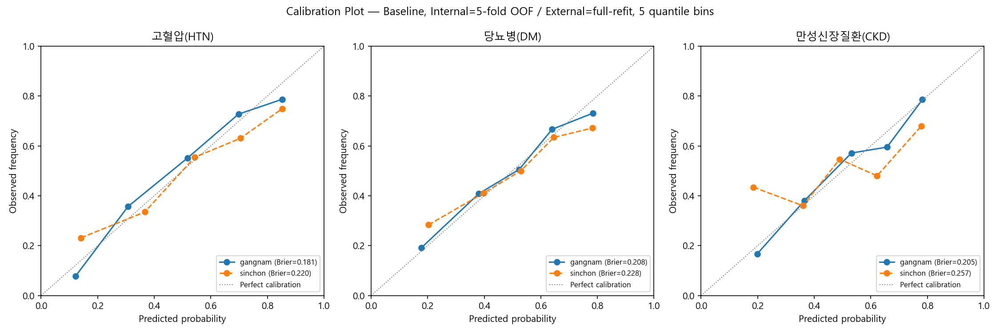 Calibration Plot — Baseline, Internal=5-fold OOF / External=full-refit, 5 quantile bins
고혈압(HTN)
1.0
0.8
0.6
0.4
0.2
0.0
Observed frequency
0.0 0.2 0.4 0.6 0.8 1.0
Predicted probability
gangnam (Brier=0.181)
sinchon (Brier=0.220)
Perfect calibration
당뇨병(DM)
1.0
0.8
0.6
0.4
0.2
0.0
Observed frequency
0.0 0.2 0.4 0.6 0.8 1.0
Predicted probability
gangnam (Brier=0.208)
sinchon (Brier=0.228)
Perfect calibration
만성신장질환(CKD)
1.0
0.8
0.6
0.4
0.2
0.0
Observed frequency
0.0 0.2 0.4 0.6 0.8 1.0
Predicted probability
gangnam (Brier=0.205)
sinchon (Brier=0.257)
Perfect calibration